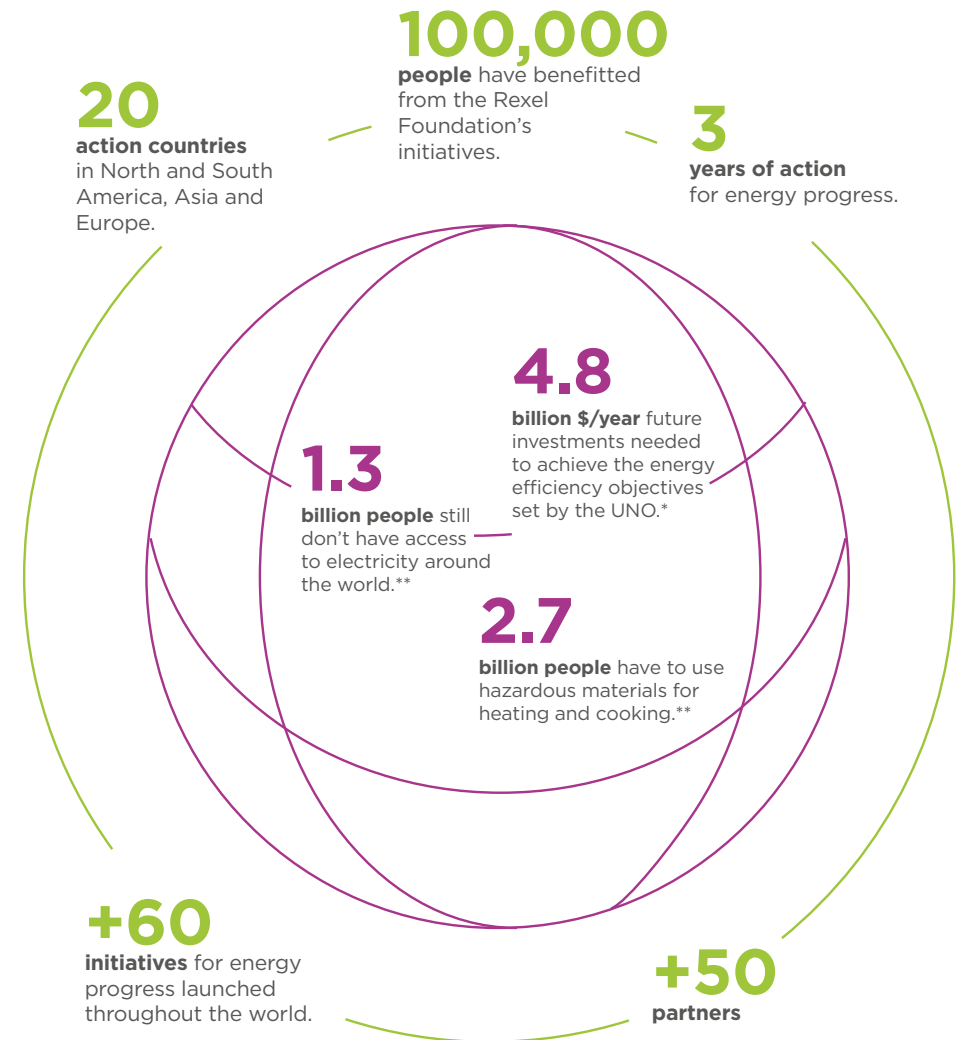 100,000
people have benefitted
from the Rexel
Foundation’s
initiatives.
20
action countries
in North and South
America, Asia and
Europe.
3
years of action
for energy progress.
4.8
billion $/year future
investments needed
to achieve the energy
efficiency objectives
set by the UNO.*
1.3
billion people still
don’t have access
to electricity around
the world.**
2.7
billion people have to use
hazardous materials for
heating and cooking.**
+60
initiatives for energy
progress launched
throughout the world.
+50
partners